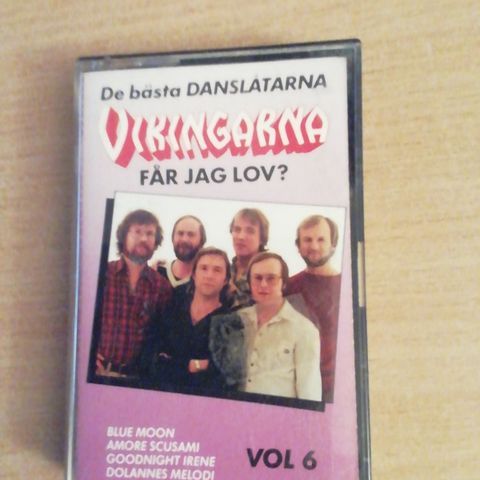 De bästa DANSLÅTARNA
VIKINGARNA
FÅR JAG LOV?
BLUE MOON
AMORE SCUSAMI
GOODNIGHT IRENE
DOLANNES MELODI
VOL 6